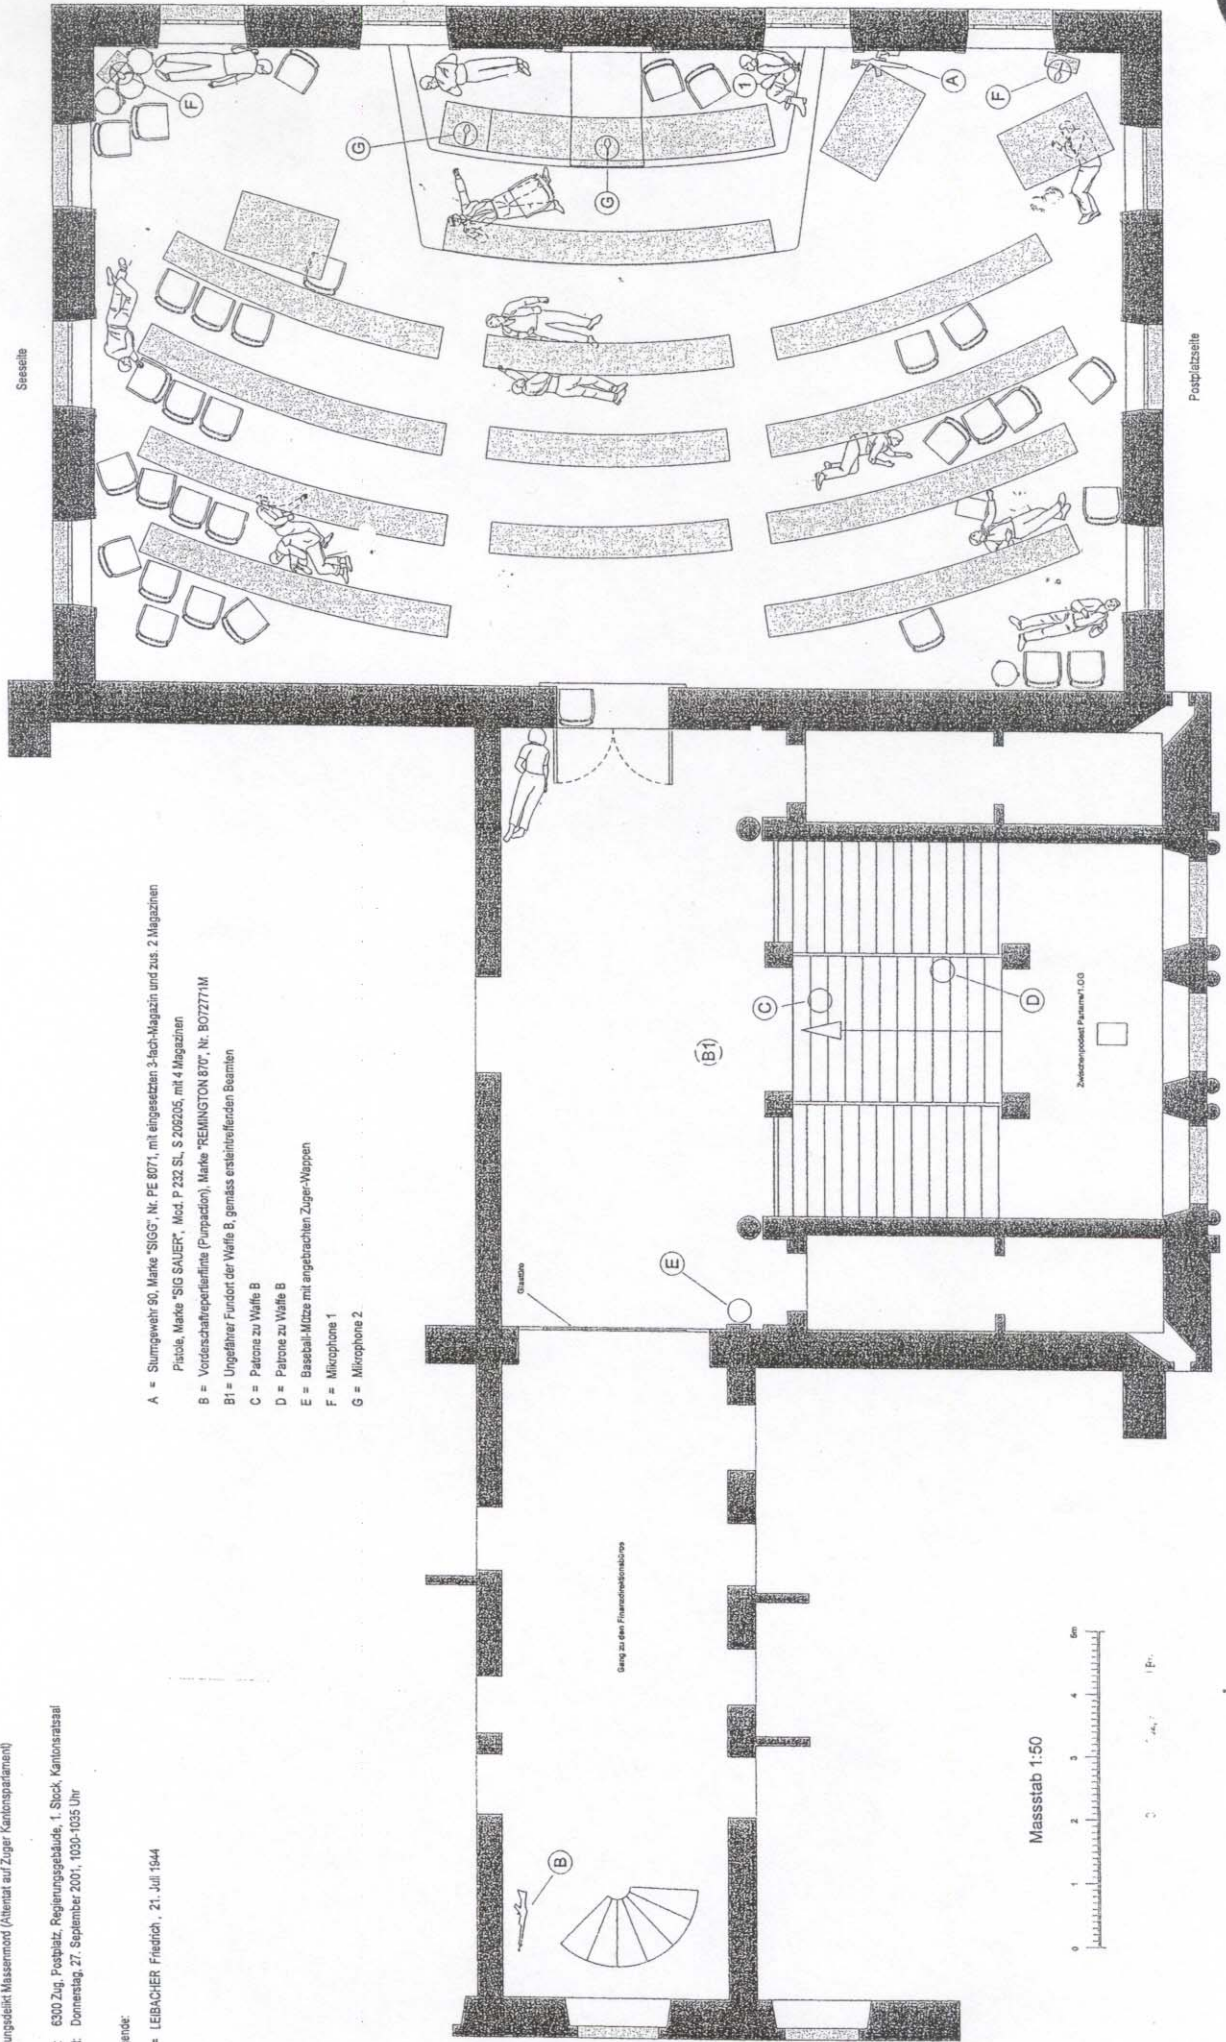 ungsdelikt Massenmord (Attentat auf Zuger Kantonsparlament)
6300 Zug, Postplatz, Regierungsgebäude, 1. Stock, Kantonsratsaal
Donnerstag, 27. September 2001, 1030-1035 Uhr
ende:
= LEIBACHER Friedrich , 21. Juli 1944
A = Sturmgewehr 90, Marke "SIGG", Nr. PE 8071, mit eingesetzten 3-fach-Magazin und zus. 2 Magazinen
Pistole, Marke "SIG SAUER", Mod. P 232 SL, S 209205, mit 4 Magazinen
B = Vorderschaftrepetierflinte (Pumpaction), Marke "REMINGTON 870", Nr. BO72771M
B1 = Ungefährer Fundort der Waffe B, gemäss ersteintreffenden Beamten
C = Patrone zu Waffe B
D = Patrone zu Waffe B
E = Baseball-Mütze mit angebrachten Zuger-Wappen
F = Mikrophone 1
G = Mikrophone 2
Seeseite
F
G
G
1
A
F
Postplatzseite
(B1)
C
D
E
B
Glastüre
Zwischenpodest Parterre/1.OG
Gang zu den Finanzdirektionsbüros
Massstab 1:50
0 1 2 3 4 5m